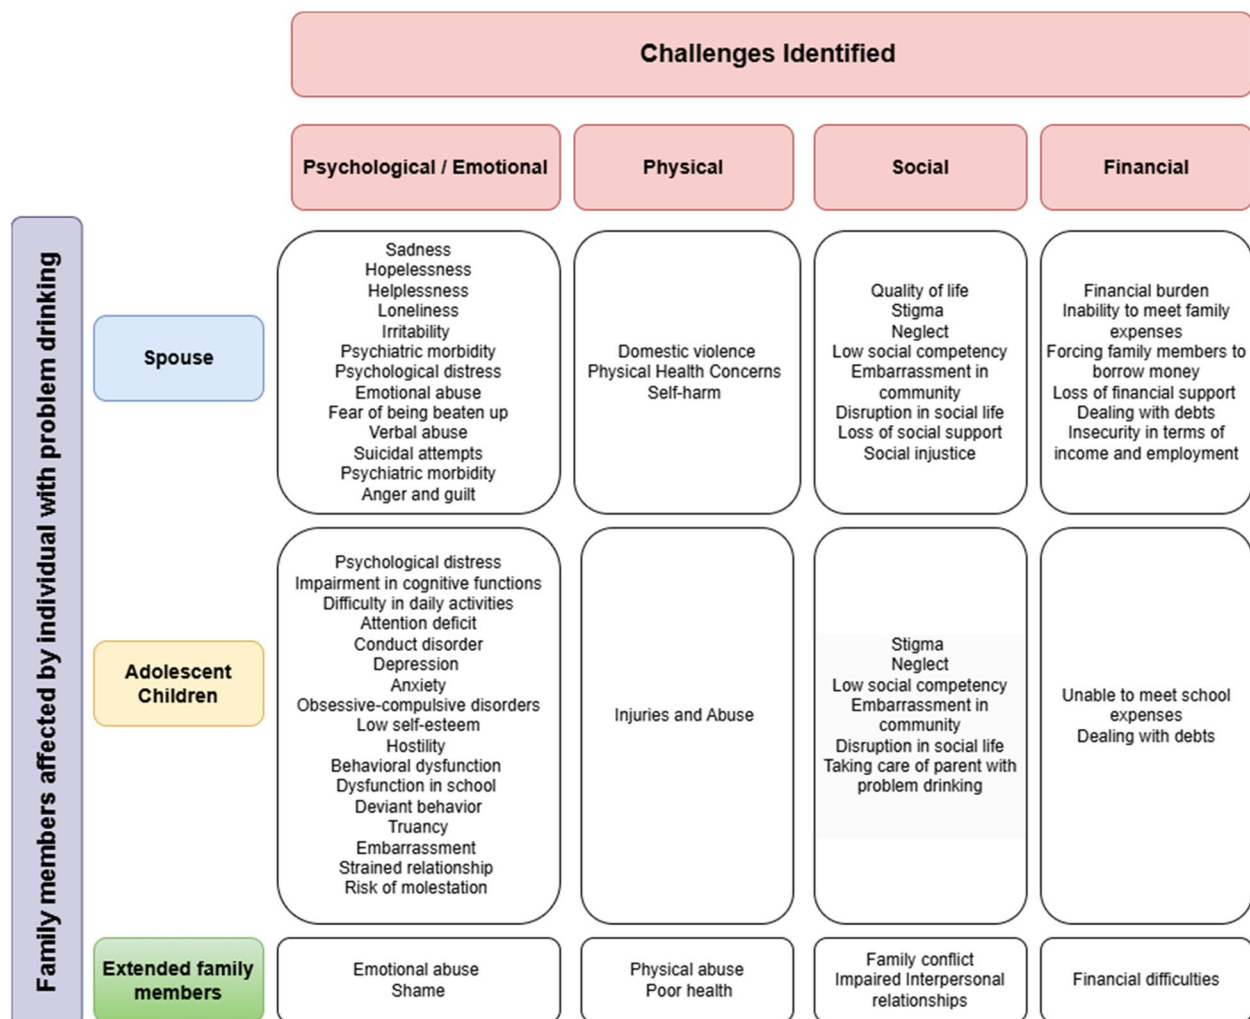 Challenges Identified
Psychological / Emotional
Physical
Social
Financial
Family members affected by individual with problem drinking
Spouse
Sadness
Hopelessness
Helplessness
Loneliness
Irritability
Psychiatric morbidity
Psychological distress
Emotional abuse
Fear of being beaten up
Verbal abuse
Suicidal attempts
Psychiatric morbidity
Anger and guilt
Domestic violence
Physical Health Concerns
Self-harm
Quality of life
Stigma
Neglect
Low social competency
Embarrassment in
community
Disruption in social life
Loss of social support
Social injustice
Financial burden
Inability to meet family
expenses
Forcing family members to
borrow money
Loss of financial support
Dealing with debts
Insecurity in terms of
income and employment
Adolescent
Children
Psychological distress
Impairment in cognitive functions
Difficulty in daily activities
Attention deficit
Conduct disorder
Depression
Anxiety
Obsessive-compulsive disorders
Low self-esteem
Hostility
Behavioral dysfunction
Dysfunction in school
Deviant behavior
Truancy
Embarrassment
Strained relationship
Risk of molestation
Injuries and Abuse
Stigma
Neglect
Low social competency
Embarrassment in
community
Disruption in social life
Taking care of parent with
problem drinking
Unable to meet school
expenses
Dealing with debts
Extended family
members
Emotional abuse
Shame
Physical abuse
Poor health
Family conflict
Impaired Interpersonal
relationships
Financial difficulties